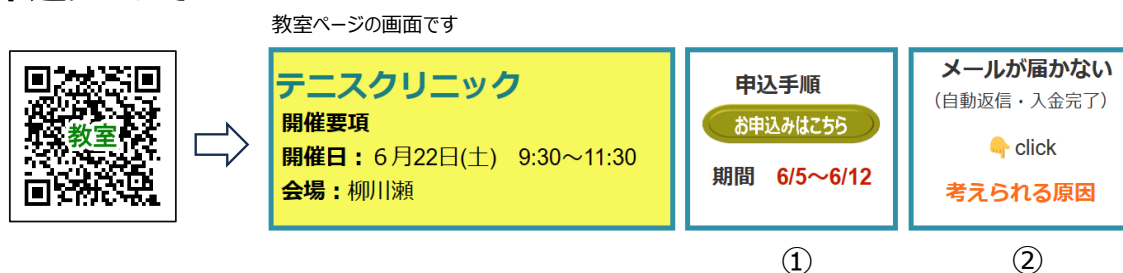 教室ページの画面です
教室
テニスクリニック
開催要項
開催日：６月22日(土) 9:30～11:30
会場：柳川瀬
申込手順
お申込みはこちら
期間 6/5～6/12
①
メールが届かない
（自動返信・入金完了）
👇 click
考えられる原因
②